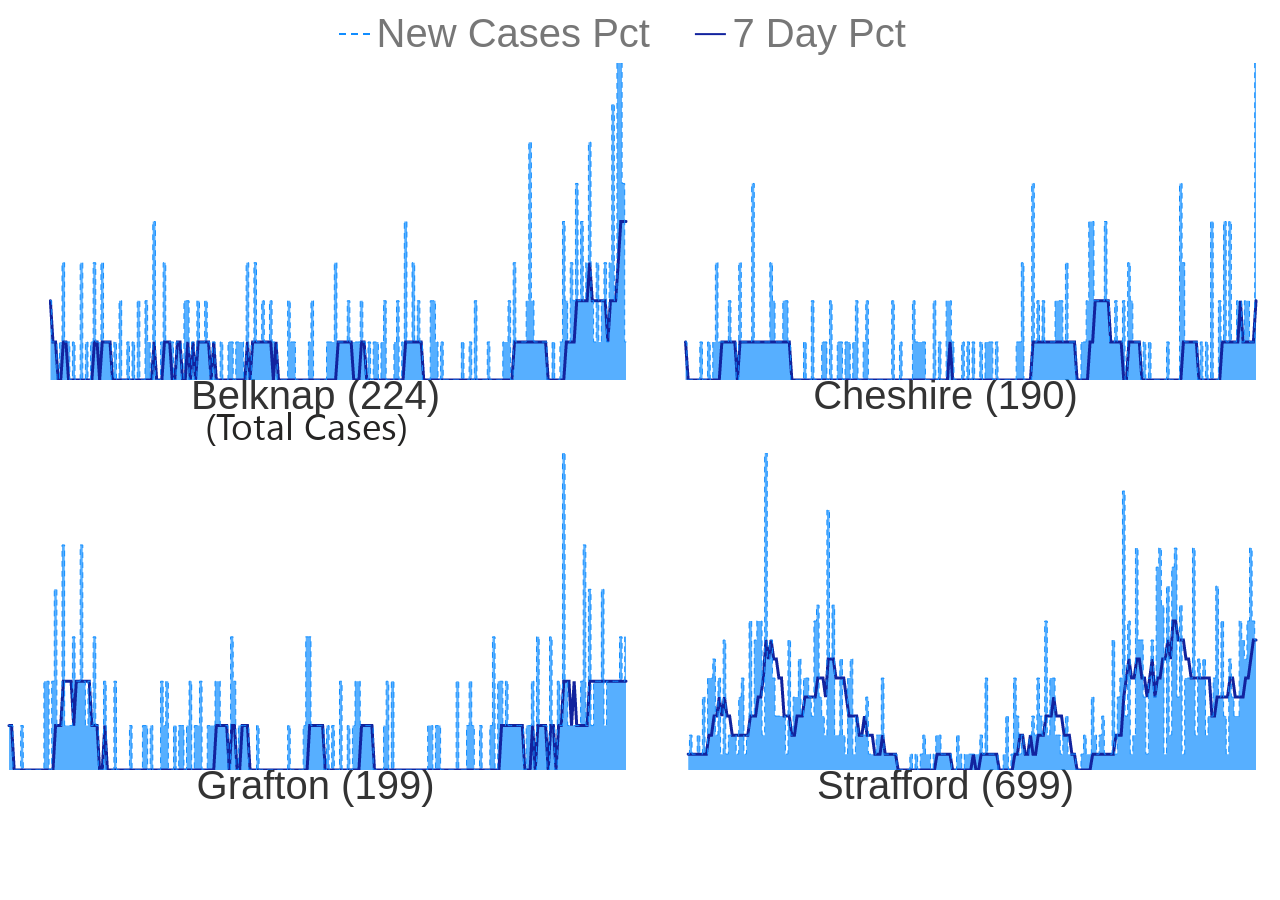 New Cases Pct 7 Day Pct
Belknap (224)
(Total Cases)
Cheshire (190)
Grafton (199)
Strafford (699)